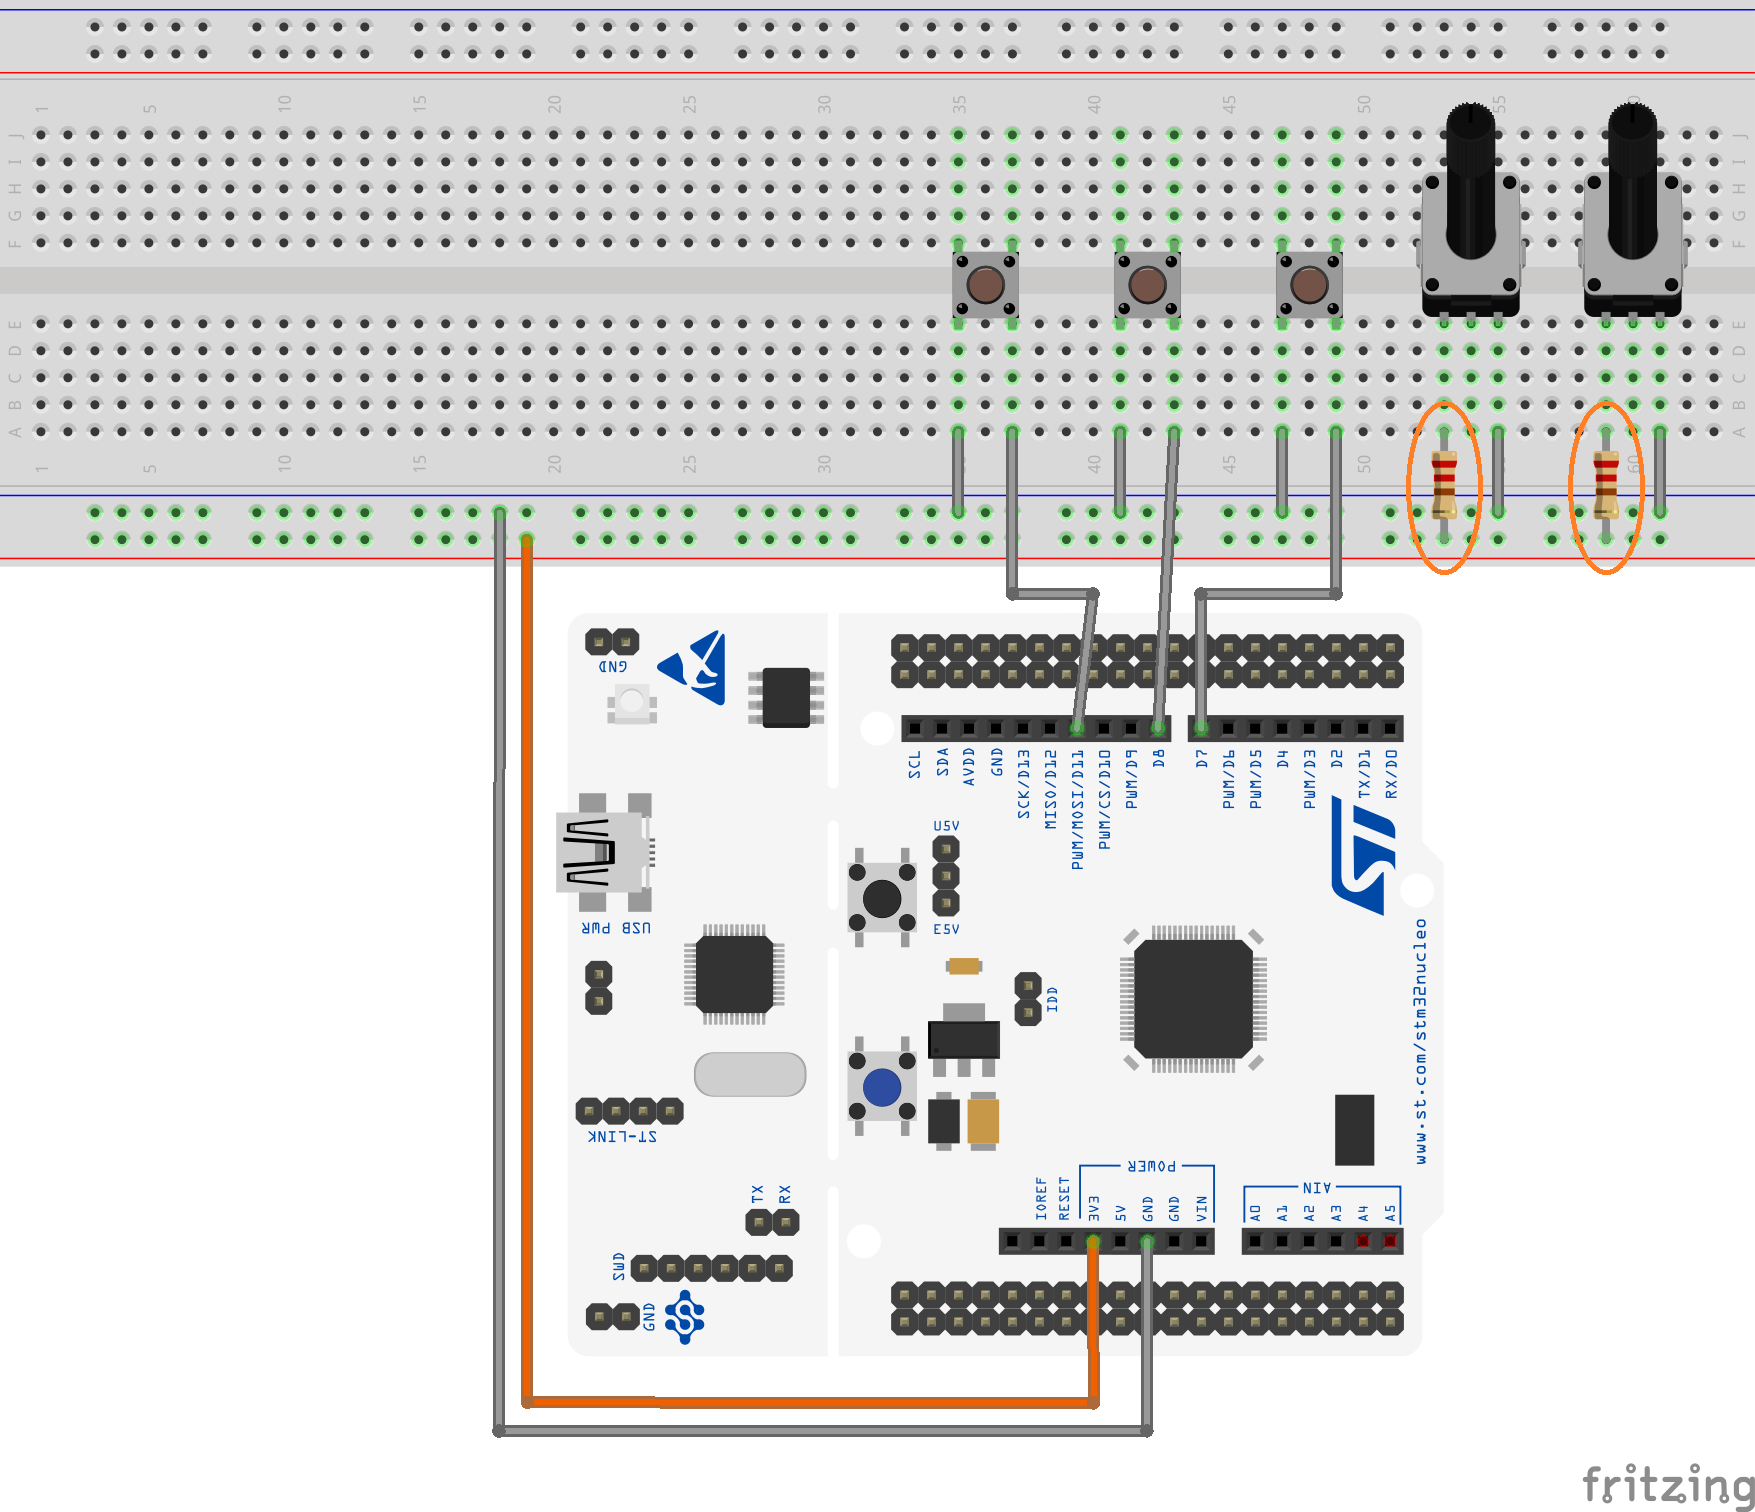 1 5 10 15 20 25 30 35 40 45 50 55
J J
I I
H H
G G
F F
E E
D D
C C
B B
A A
1 5 10 15 20 25 30 40 45 50 60
GND
SCL SDA AVDD GND SCK/D13 MISO/D12 PWM/MOSI/D11 PWM/CS/D10 PWM/D9 D8 D7 PWM/D6 PWM/D5 D4 PWM/D3 D2 TX/D1 RX/D0
U5V
E5V
USB PWR
IDD
ST
www.st.com/stm32nucleo
ST-LINK
POWER
AIN
TX RX
IOREF RESET 3V3 5V GND GND VIN
A0 A1 A2 A3 A4 A5
SWD
GND
fritzing